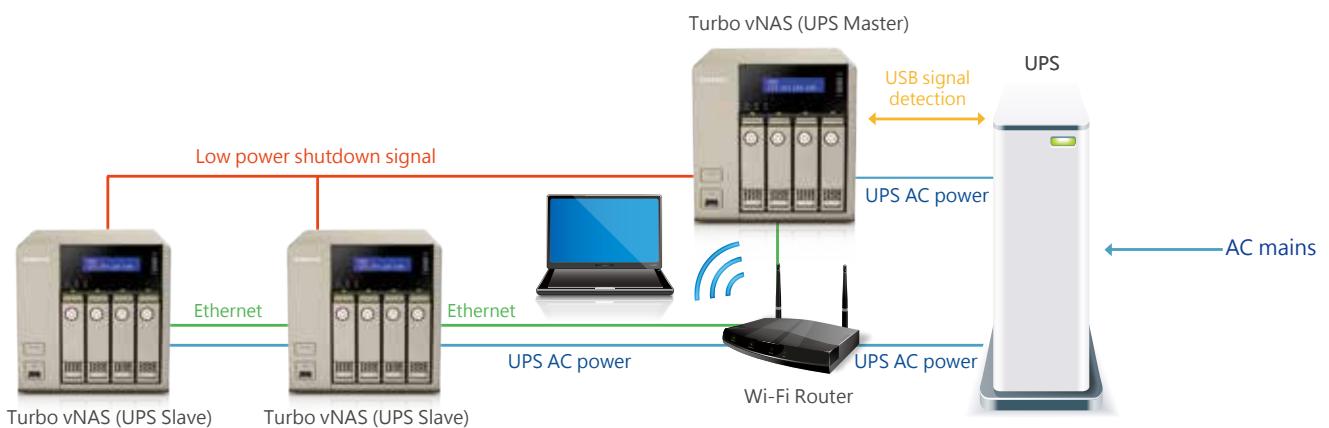 Turbo vNAS (UPS Master)
UPS
USB signal
detection
Low power shutdown signal
UPS AC power
AC mains
Ethernet
Ethernet
UPS AC power
UPS AC power
Wi-Fi Router
Turbo vNAS (UPS Slave)
Turbo vNAS (UPS Slave)